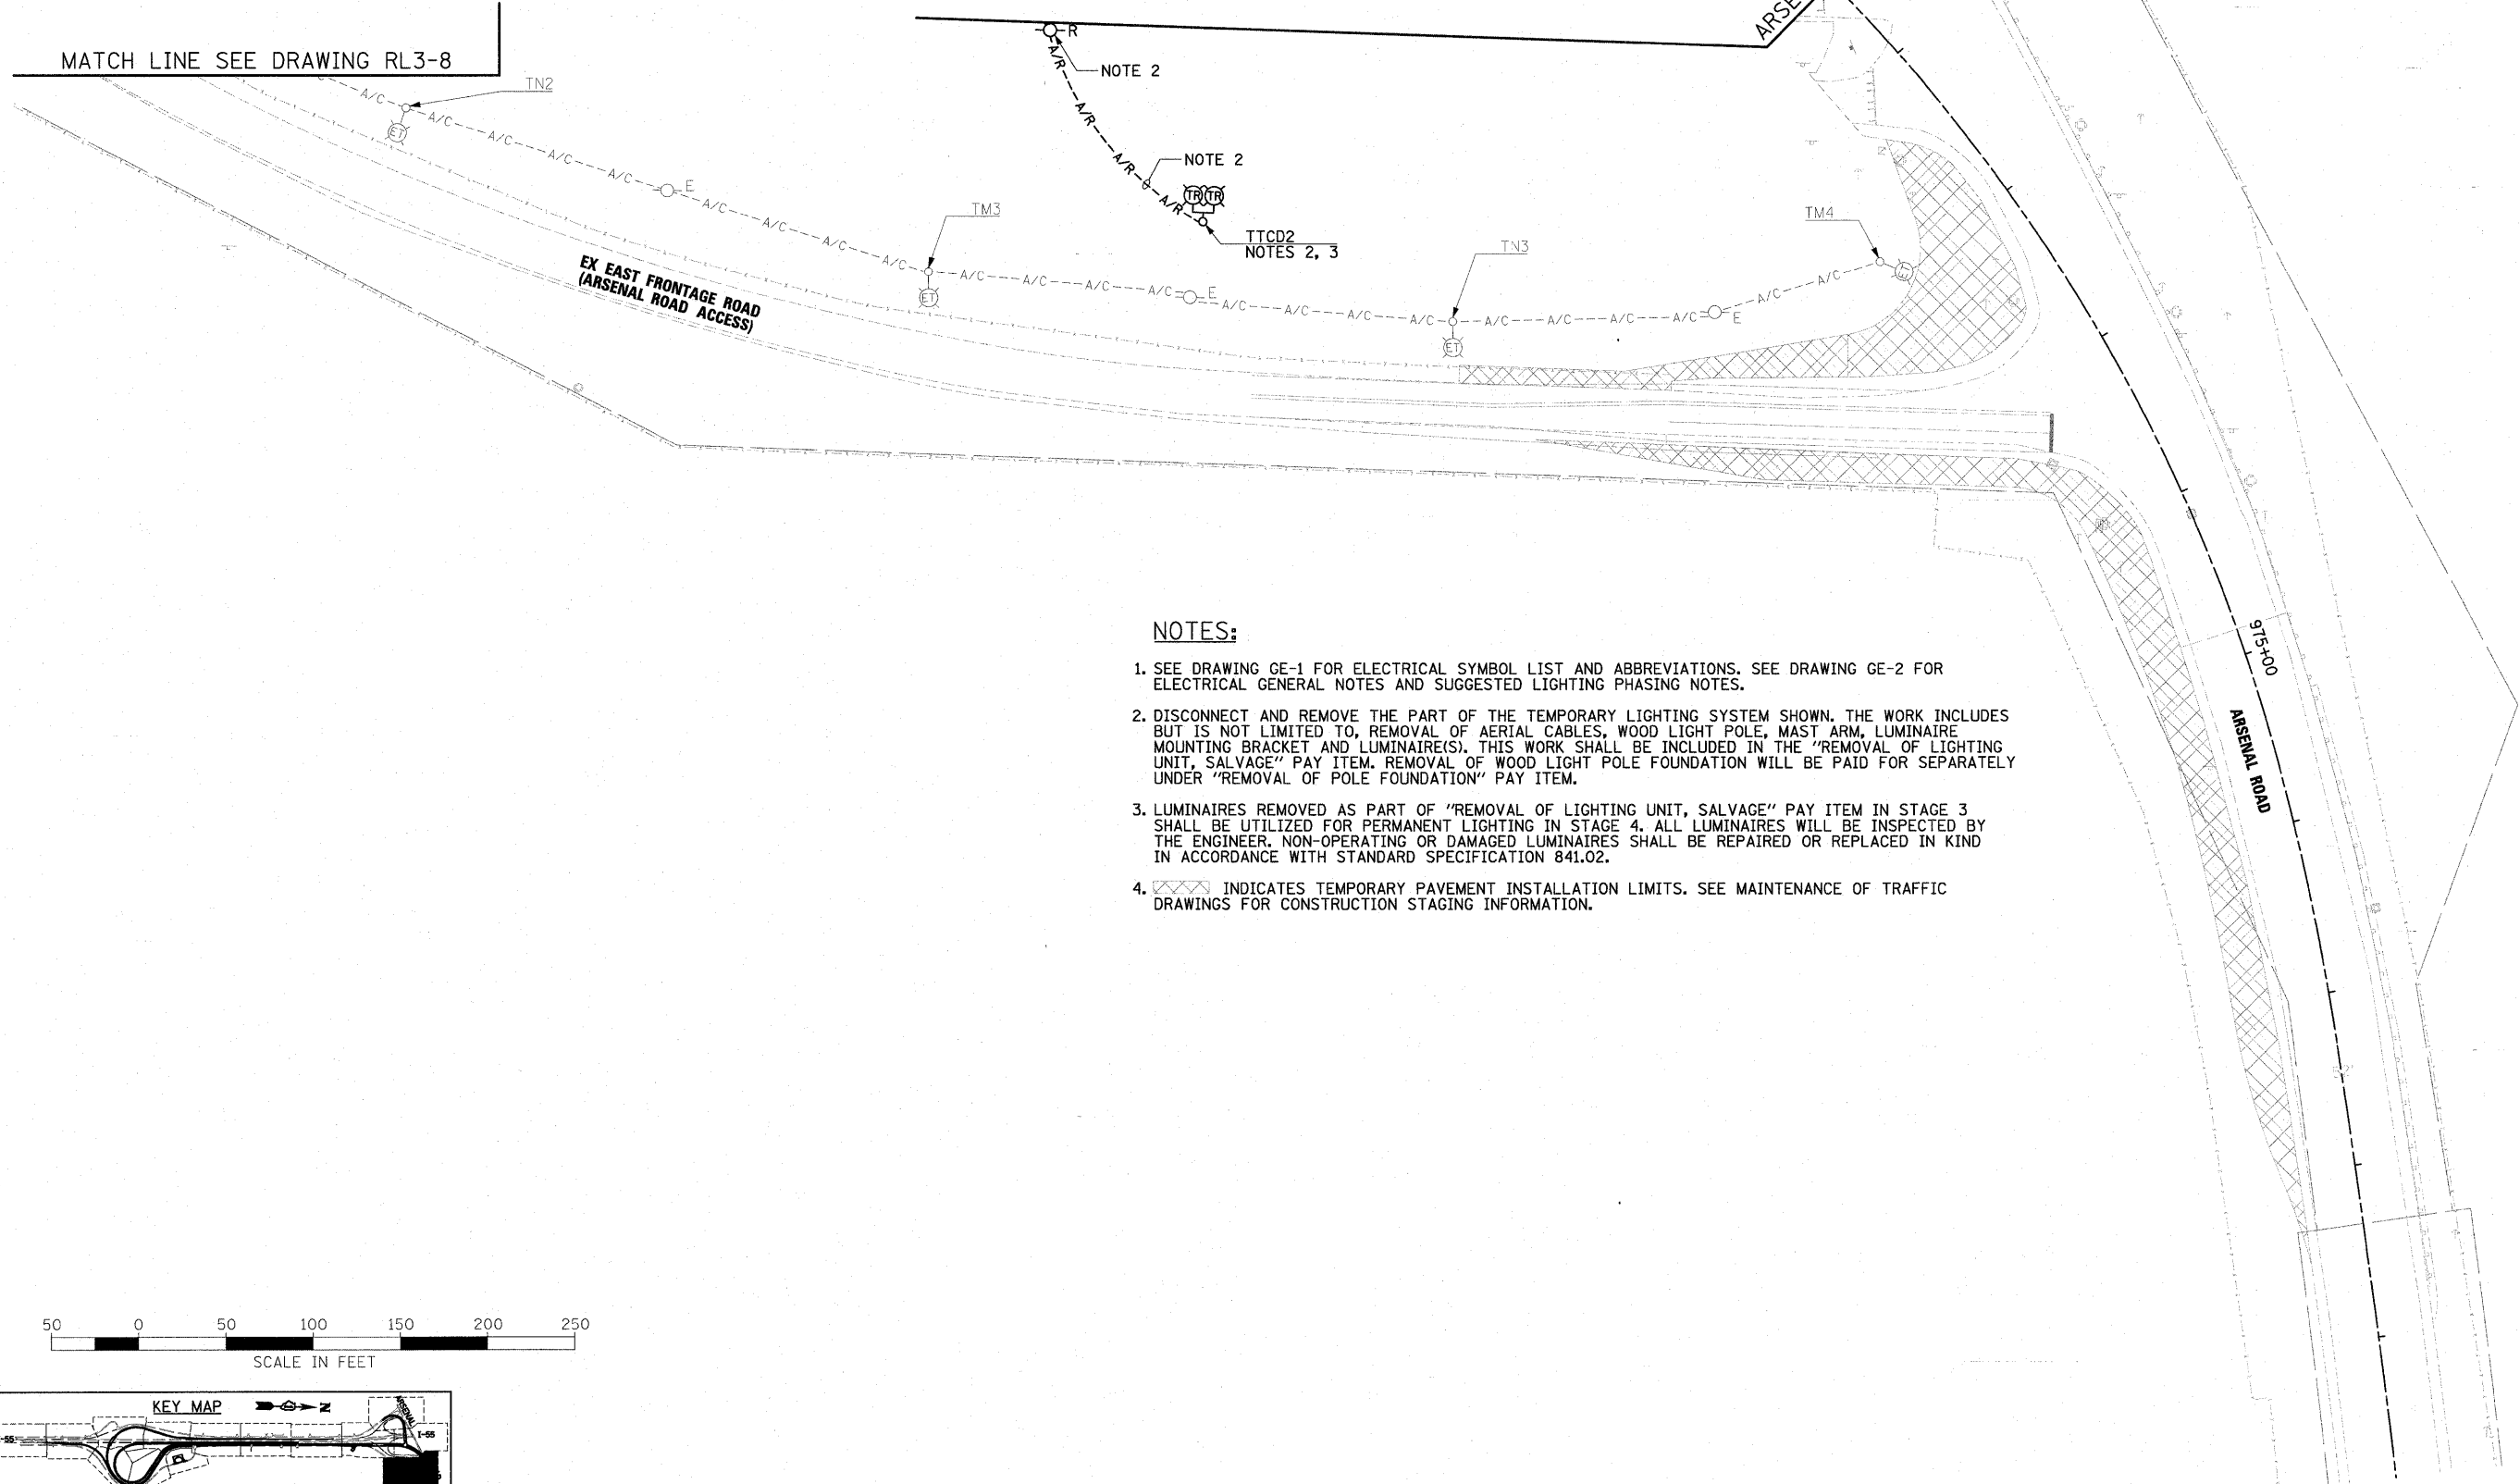 MATCH LINE SEE DRAWING RL3-8
ARSE
R
A/R
NOTE 2
A/R
A/R
NOTE 2
A/R
TR TR
TTCD2
NOTES 2, 3
TN2
A/C
ET
A/C A/C A/C A/C
E
A/C A/C A/C A/C
TM3
ET
A/C A/C A/C A/C
E
A/C A/C A/C A/C
TN3
ET
A/C A/C A/C A/C
E
A/C A/C
TM4
ET
EX EAST FRONTAGE ROAD
(ARSENAL ROAD ACCESS)
975+00
ARSENAL ROAD
NOTES:
1. SEE DRAWING GE-1 FOR ELECTRICAL SYMBOL LIST AND ABBREVIATIONS. SEE DRAWING GE-2 FOR
ELECTRICAL GENERAL NOTES AND SUGGESTED LIGHTING PHASING NOTES.
2. DISCONNECT AND REMOVE THE PART OF THE TEMPORARY LIGHTING SYSTEM SHOWN. THE WORK INCLUDES
BUT IS NOT LIMITED TO, REMOVAL OF AERIAL CABLES, WOOD LIGHT POLE, MAST ARM, LUMINAIRE
MOUNTING BRACKET AND LUMINAIRE(S). THIS WORK SHALL BE INCLUDED IN THE "REMOVAL OF LIGHTING
UNIT, SALVAGE" PAY ITEM. REMOVAL OF WOOD LIGHT POLE FOUNDATION WILL BE PAID FOR SEPARATELY
UNDER "REMOVAL OF POLE FOUNDATION" PAY ITEM.
3. LUMINAIRES REMOVED AS PART OF "REMOVAL OF LIGHTING UNIT, SALVAGE" PAY ITEM IN STAGE 3
SHALL BE UTILIZED FOR PERMANENT LIGHTING IN STAGE 4. ALL LUMINAIRES WILL BE INSPECTED BY
THE ENGINEER. NON-OPERATING OR DAMAGED LUMINAIRES SHALL BE REPAIRED OR REPLACED IN KIND
IN ACCORDANCE WITH STANDARD SPECIFICATION 841.02.
4. INDICATES TEMPORARY PAVEMENT INSTALLATION LIMITS. SEE MAINTENANCE OF TRAFFIC
DRAWINGS FOR CONSTRUCTION STAGING INFORMATION.
50 0 50 100 150 200 250
SCALE IN FEET
KEY MAP
N
ARSENAL
-55
I-55